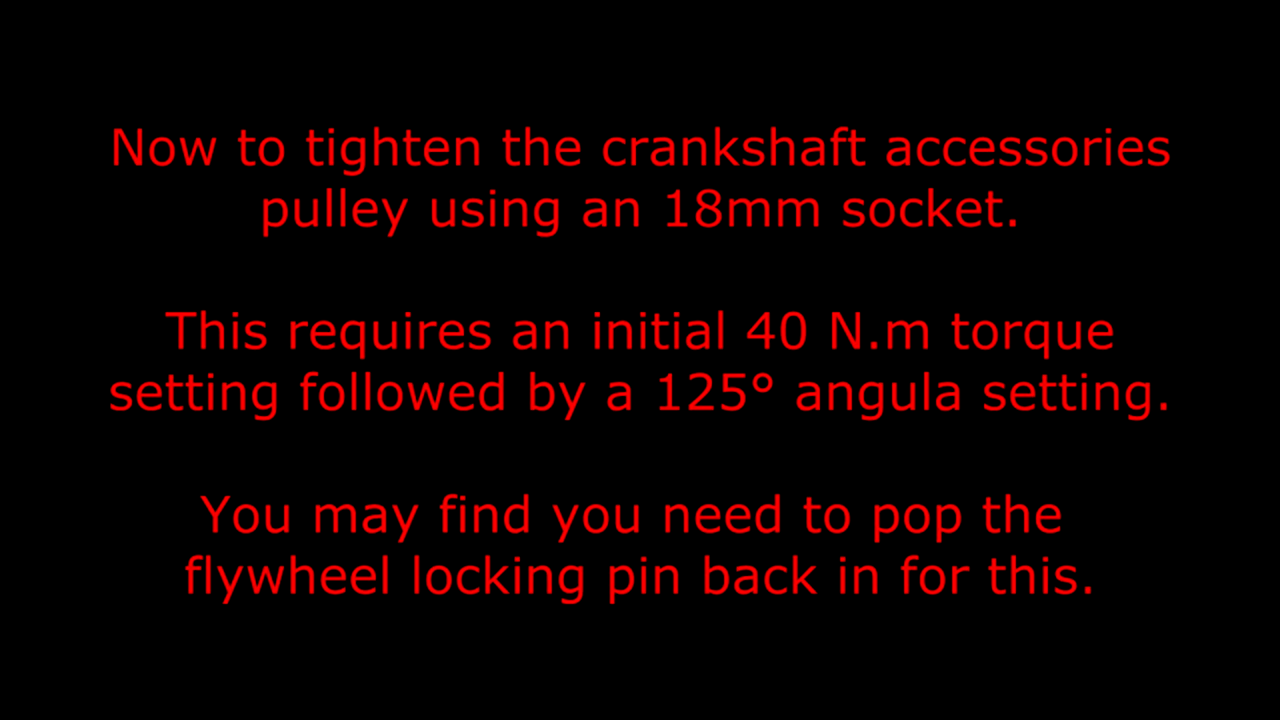 Now to tighten the crankshaft accessories
pulley using an 18mm socket.
This requires an initial 40 N.m torque
setting followed by a 125° angula setting.
You may find you need to pop the
flywheel locking pin back in for this.